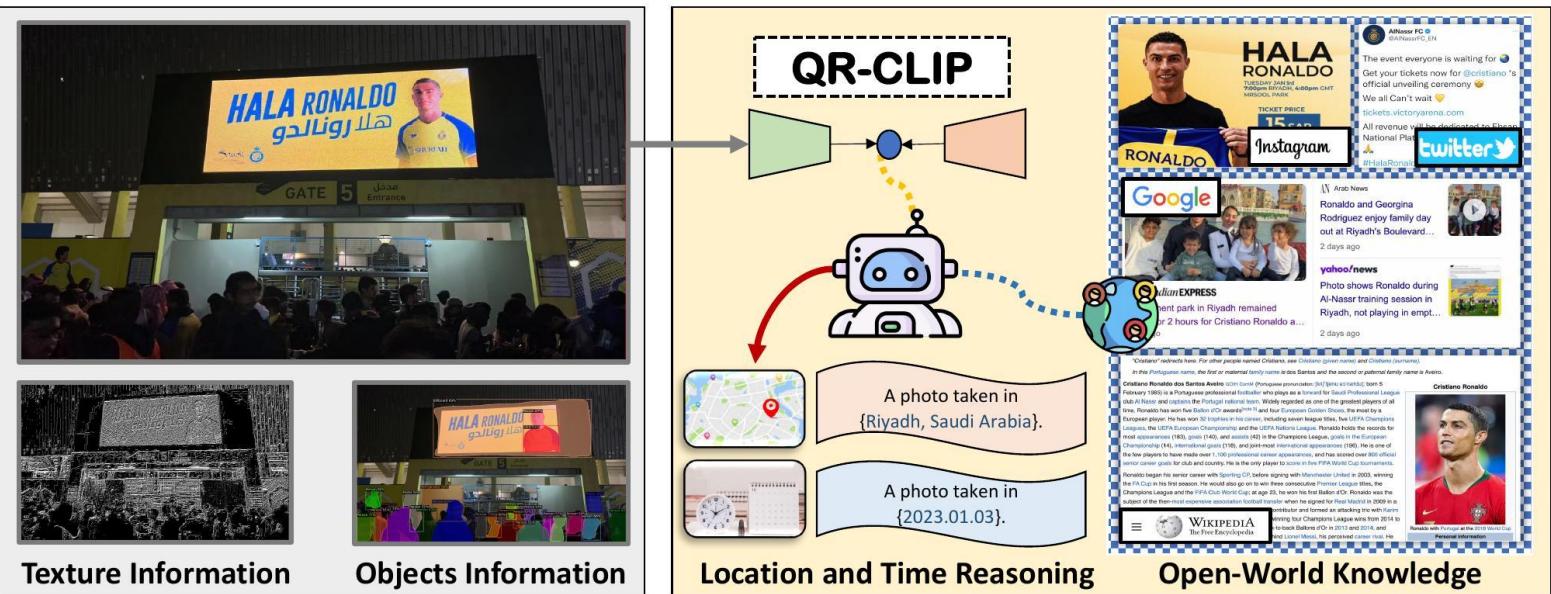 HALA RONALDO
هلا رونالدو
GATE 5 مدخل
Entrance
HALA RONALDO
هلا رونالدو
GATE 5
Texture Information
Objects Information
QR-CLIP
A photo taken in
{Riyadh, Saudi Arabia}.
A photo taken in
{2023.01.03}.
Location and Time Reasoning
HALA
RONALDO
TUESDAY JAN 3rd
7:00pm RIYADH, 4:00pm GMT
MRSOOL PARK
TICKET PRICE
15 SAR
RONALDO
Instagram
AlNassr FC
@AlNassrFC_EN
The event everyone is waiting for
Get your tickets now for @cristiano 's
official unveiling ceremony
We all Can't wait
tickets.victoryarena.com
All revenue will be dedicated to Ehsan
National Plat
#HalaRonal
twitter
Google
Arab News
Ronaldo and Georgina
Rodriguez enjoy family day
out at Riyadh's Boulevard...
2 days ago
dian EXPRESS
ment park in Riyadh remained
or 2 hours for Cristiano Ronaldo a...
yahoo!news
Photo shows Ronaldo during
Al-Nassr training session in
Riyadh, not playing in empt...
2 days ago
"Cristiano" redirects here. For other people named Cristiano, see Cristiano (given name) and Cristiano (surname).
In this Portuguese name, the first or maternal family name is dos Santos and the second or paternal family name is Aveiro.
Cristiano Ronaldo dos Santos Aveiro (Portuguese pronunciation: born 5
February 1985) is a Portuguese professional footballer who plays as a forward for Saudi Professional League
club Al Nassr and captains the Portugal national team. Widely regarded as one of the greatest players of all
time, Ronaldo has won five Ballon d'Or awards and four European Golden Shoes, the most by a
European player. He has won 32 trophies in his career, including seven league titles, five UEFA Champions
Leagues, the UEFA European Championship and the UEFA Nations League. Ronaldo holds the records for
most appearances (183), goals (140), and assists (42) in the Champions League, goals in the European
Championship (14), international goals (118), and joint-most international appearances (196). He is one of
the few players to have made over 1,100 professional career appearances, and has scored over 800 official
senior career goals for club and country. He is the only player to score in five FIFA World Cup tournaments.
Ronaldo began his senior career with Sporting CP, before signing with Manchester United in 2003, winning
the FA Cup in his first season. He would also go on to win three consecutive Premier League titles, the
Champions League and the FIFA Club World Cup; at age 23, he won his first Ballon d'Or. Ronaldo was the
subject of the then-most expensive association football transfer when he signed for Real Madrid in 2009 in a
ontributor and formed an attacking trio with Karim
winning four Champions League wins from 2014 to
-to-back Ballons d'Or in 2013 and 2014, and
hind Lionel Messi, his perceived career rival. He
WIKIPEDIA
The Free Encyclopedia
Cristiano Ronaldo
Ronaldo with Portugal at the 2018 World Cup
Personal information
Open-World Knowledge